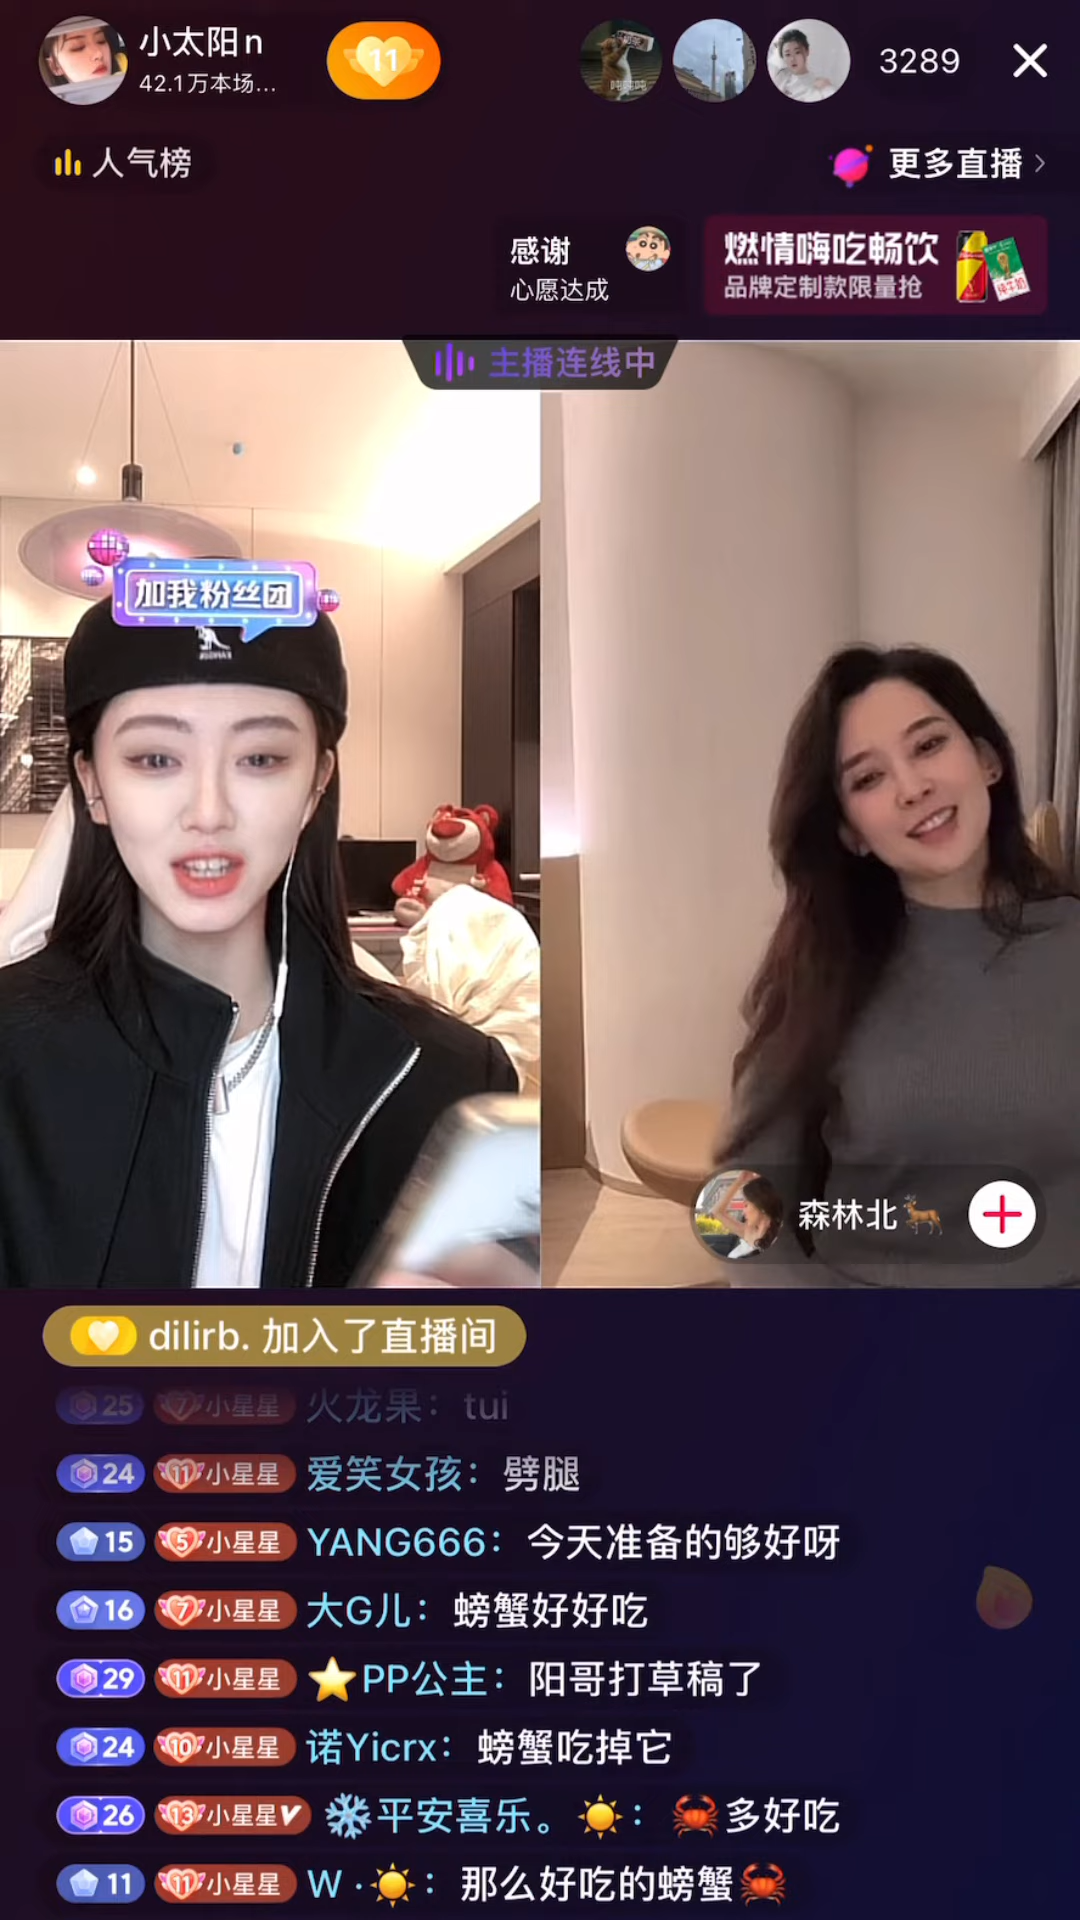 小太阳n
42.1万本场...
11
3289
人气榜
更多直播
感谢
心愿达成
燃情嗨吃畅饮
品牌定制款限量抢
主播连线中
加我粉丝团
森林北🦌
dilirb. 加入了直播间
25 7 小星星 火龙果： tui
24 11 小星星 爱笑女孩： 劈腿
15 5 小星星 YANG666： 今天准备的够好呀
16 7 小星星 大G儿： 螃蟹好好吃
29 11 小星星 ⭐PP公主： 阳哥打草稿了
24 10 小星星 诺Yicrx： 螃蟹吃掉它
26 13 小星星 ❄️平安喜乐。☀️： 🦀多好吃
11 11 小星星 W·☀️： 那么好吃的螃蟹🦀